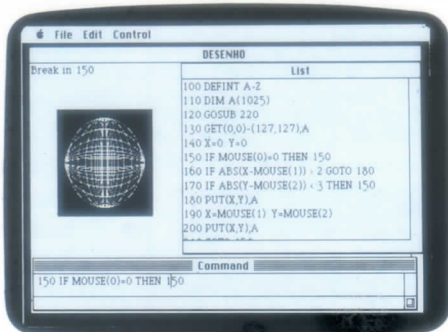 File Edit Control
DESENHO
Break in 150
List
100 DEFINT A-Z
110 DIM A(1025)
120 GOSUB 220
130 GET(0,0)-(127,127),A
140 X=0 Y=0
150 IF MOUSE(0)=0 THEN 150
160 IF ABS(X-MOUSE(1)) > 2 GOTO 180
170 IF ABS(Y-MOUSE(2)) < 3 THEN 150
180 PUT(X,Y),A
190 X=MOUSE(1) Y=MOUSE(2)
200 PUT(X,Y),A
Command
150 IF MOUSE(0)=0 THEN 150